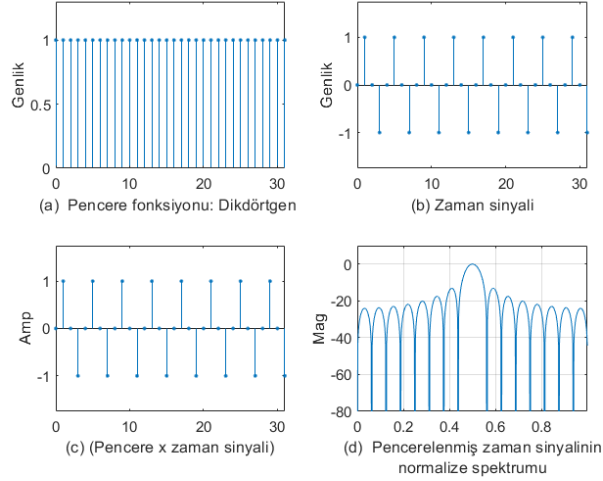 1
0.5
0
Genlik
0 10 20 30
(a) Pencere fonksiyonu: Dikdörtgen
1
0
-1
Genlik
0 10 20 30
(b) Zaman sinyali
1
0
-1
Amp
0 10 20 30
(c) (Pencere x zaman sinyali)
0
-20
-40
-60
-80
Mag
0 0.2 0.4 0.6 0.8
(d) Pencerelenmiş zaman sinyalinin
normalize spektrumu